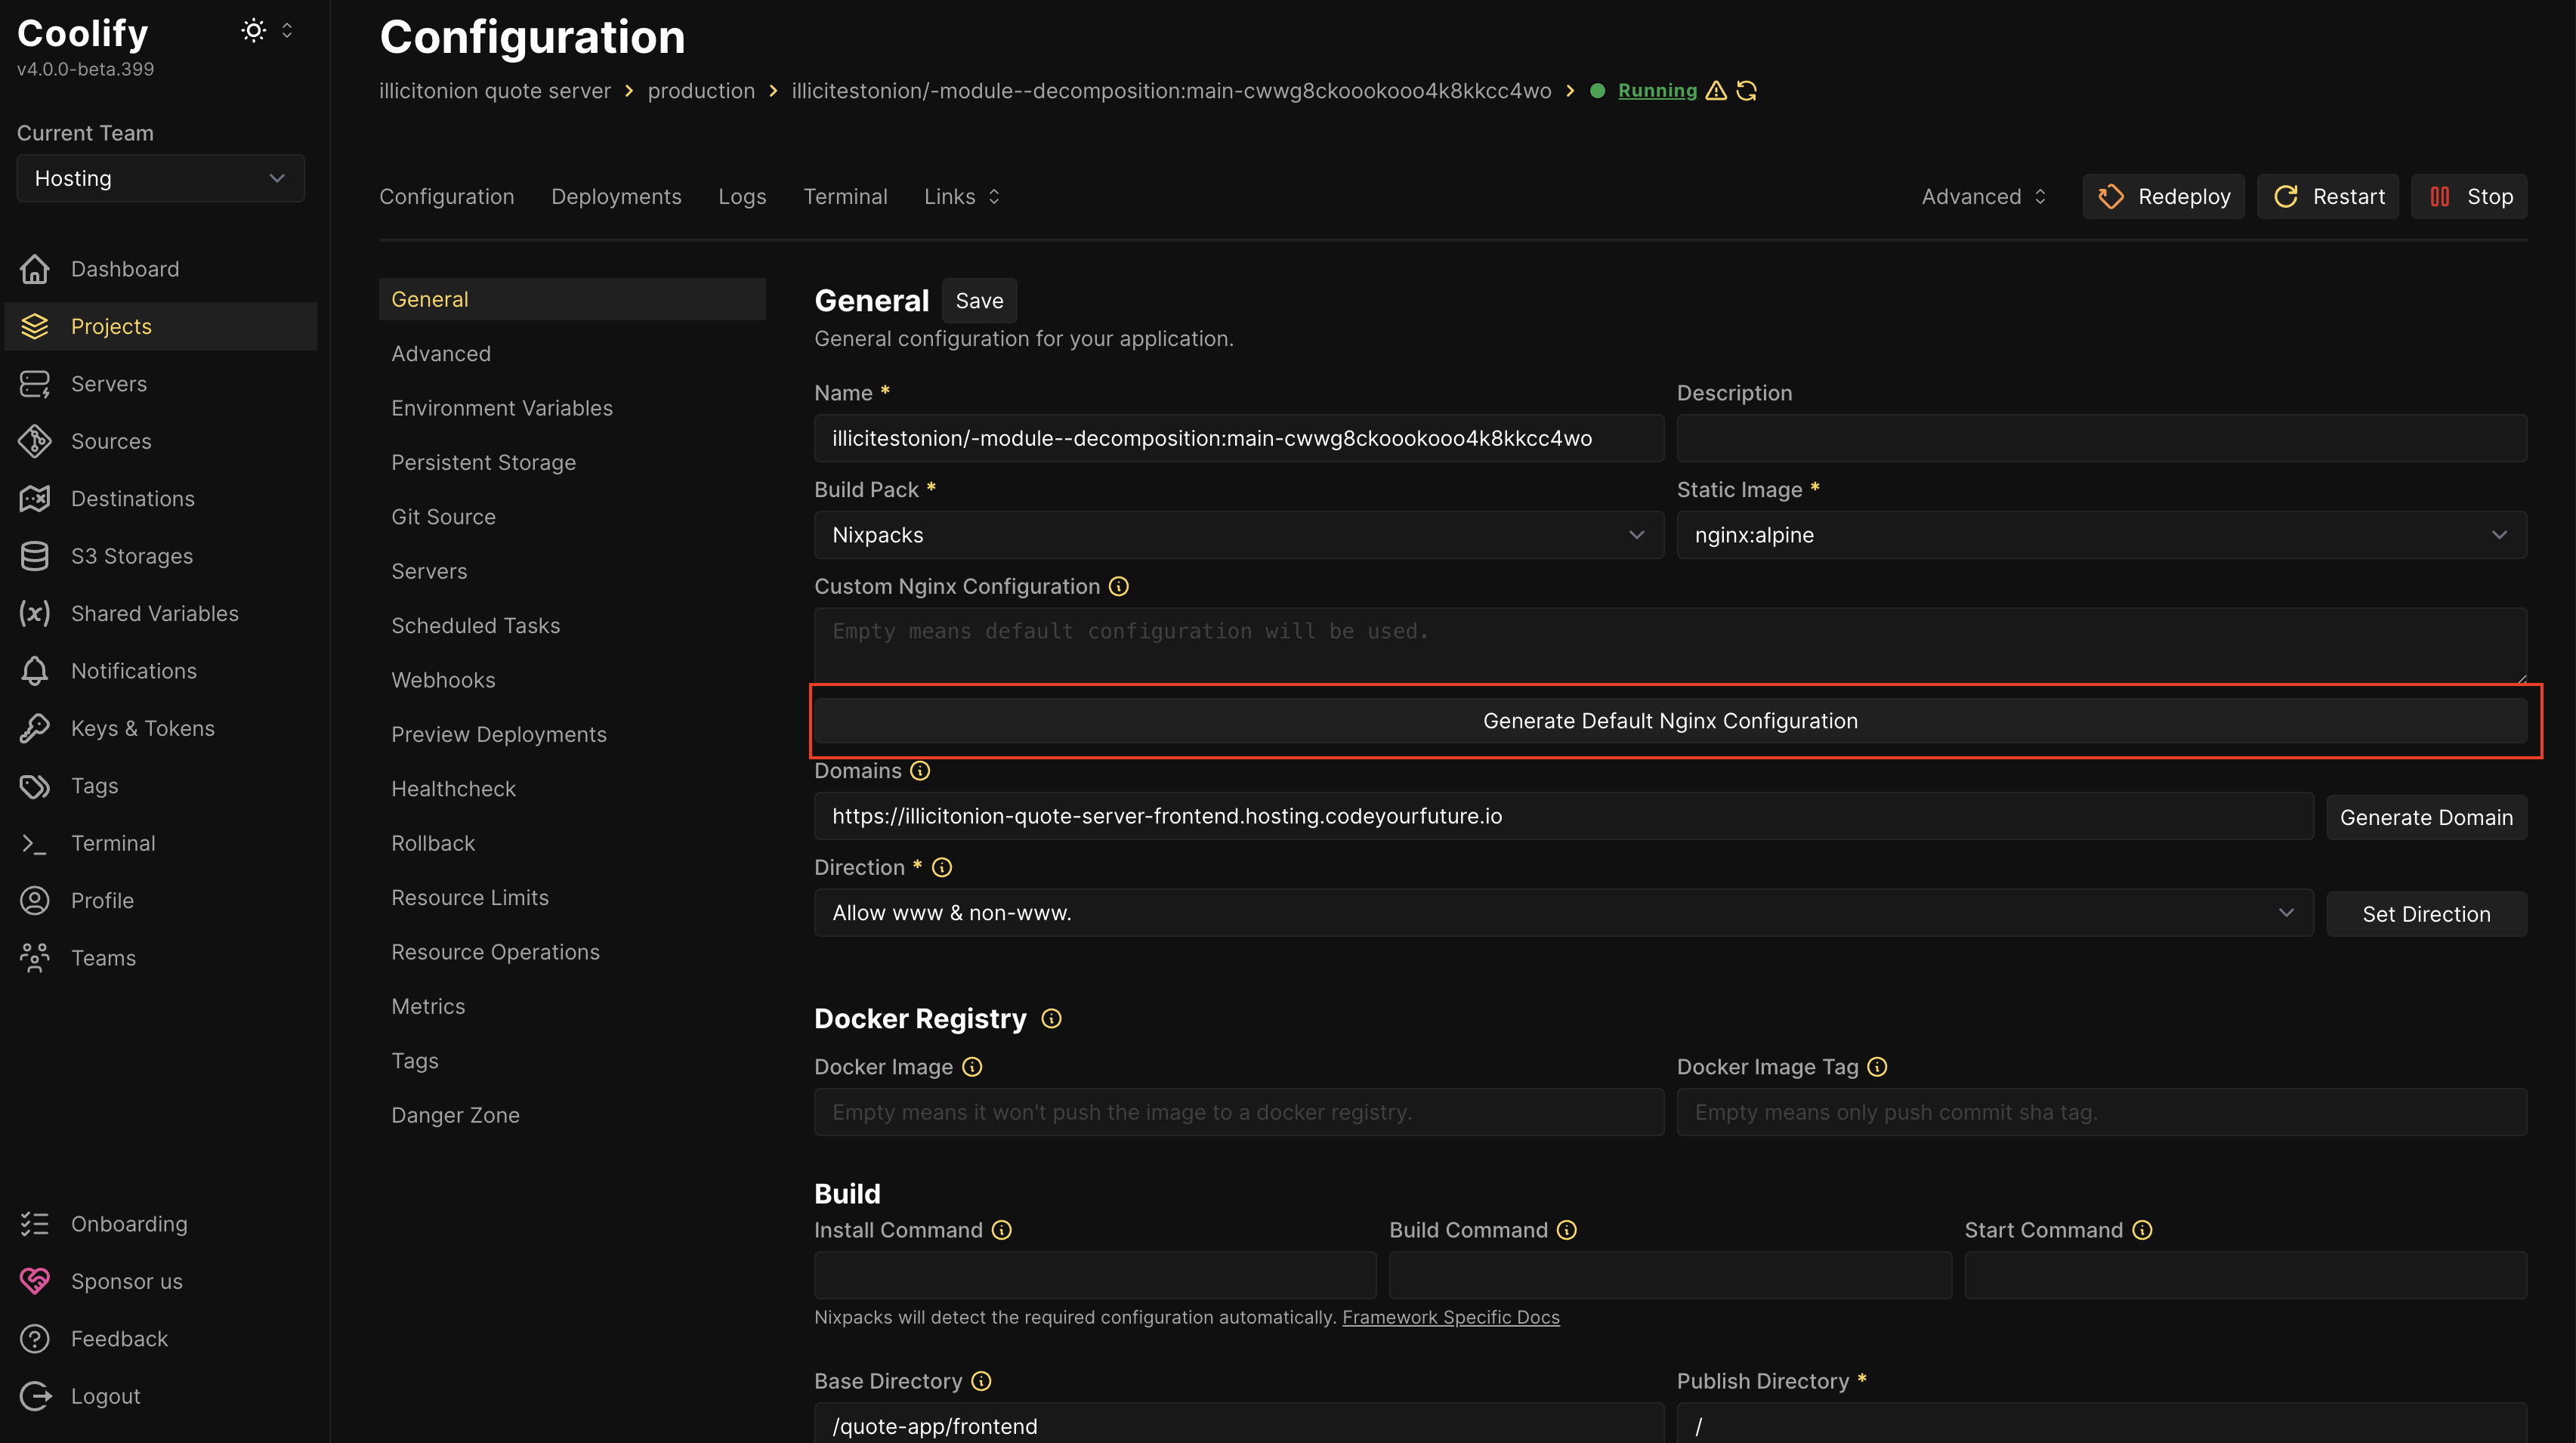 Coolify
v4.0.0-beta.399
Current Team
Hosting
Dashboard
Projects
Servers
Sources
Destinations
S3 Storages
Shared Variables
Notifications
Keys & Tokens
Tags
Terminal
Profile
Teams
Onboarding
Sponsor us
Feedback
Logout
Configuration
illicitonion quote server > production > illicitestonion/-module--decomposition:main-cwwg8ckoookooo4k8kkcc4wo > Running
Configuration Deployments Logs Terminal Links Advanced Redeploy Restart Stop
General
Advanced
Environment Variables
Persistent Storage
Git Source
Servers
Scheduled Tasks
Webhooks
Preview Deployments
Healthcheck
Rollback
Resource Limits
Resource Operations
Metrics
Tags
Danger Zone
General Save
General configuration for your application.
Name * Description
illicitestonion/-module--decomposition:main-cwwg8ckoookooo4k8kkcc4wo
Build Pack * Static Image *
Nixpacks nginx:alpine
Custom Nginx Configuration
Empty means default configuration will be used.
Generate Default Nginx Configuration
Domains
https://illicitonion-quote-server-frontend.hosting.codeyourfuture.io Generate Domain
Direction *
Allow www & non-www. Set Direction
Docker Registry
Docker Image Docker Image Tag
Empty means it won't push the image to a docker registry. Empty means only push commit sha tag.
Build
Install Command Build Command Start Command
Nixpacks will detect the required configuration automatically. Framework Specific Docs
Base Directory Publish Directory *
/quote-app/frontend /